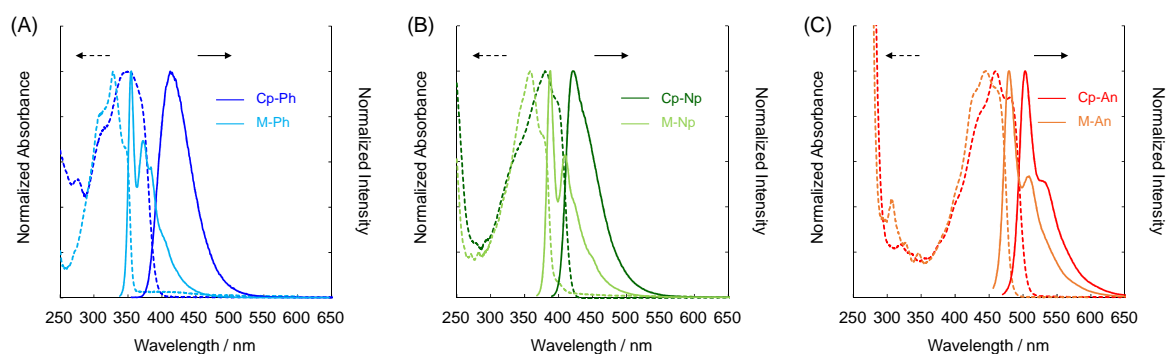 (A)
Normalized Absorbance
Cp-Ph
M-Ph
Normalized Intensity
250 300 350 400 450 500 550 600 650
Wavelength / nm
(B)
Normalized Absorbance
Cp-Np
M-Np
Normalized Intensity
250 300 350 400 450 500 550 600 650
Wavelength / nm
(C)
Normalized Absorbance
Cp-An
M-An
Normalized Intensity
250 300 350 400 450 500 550 600 650
Wavelength / nm